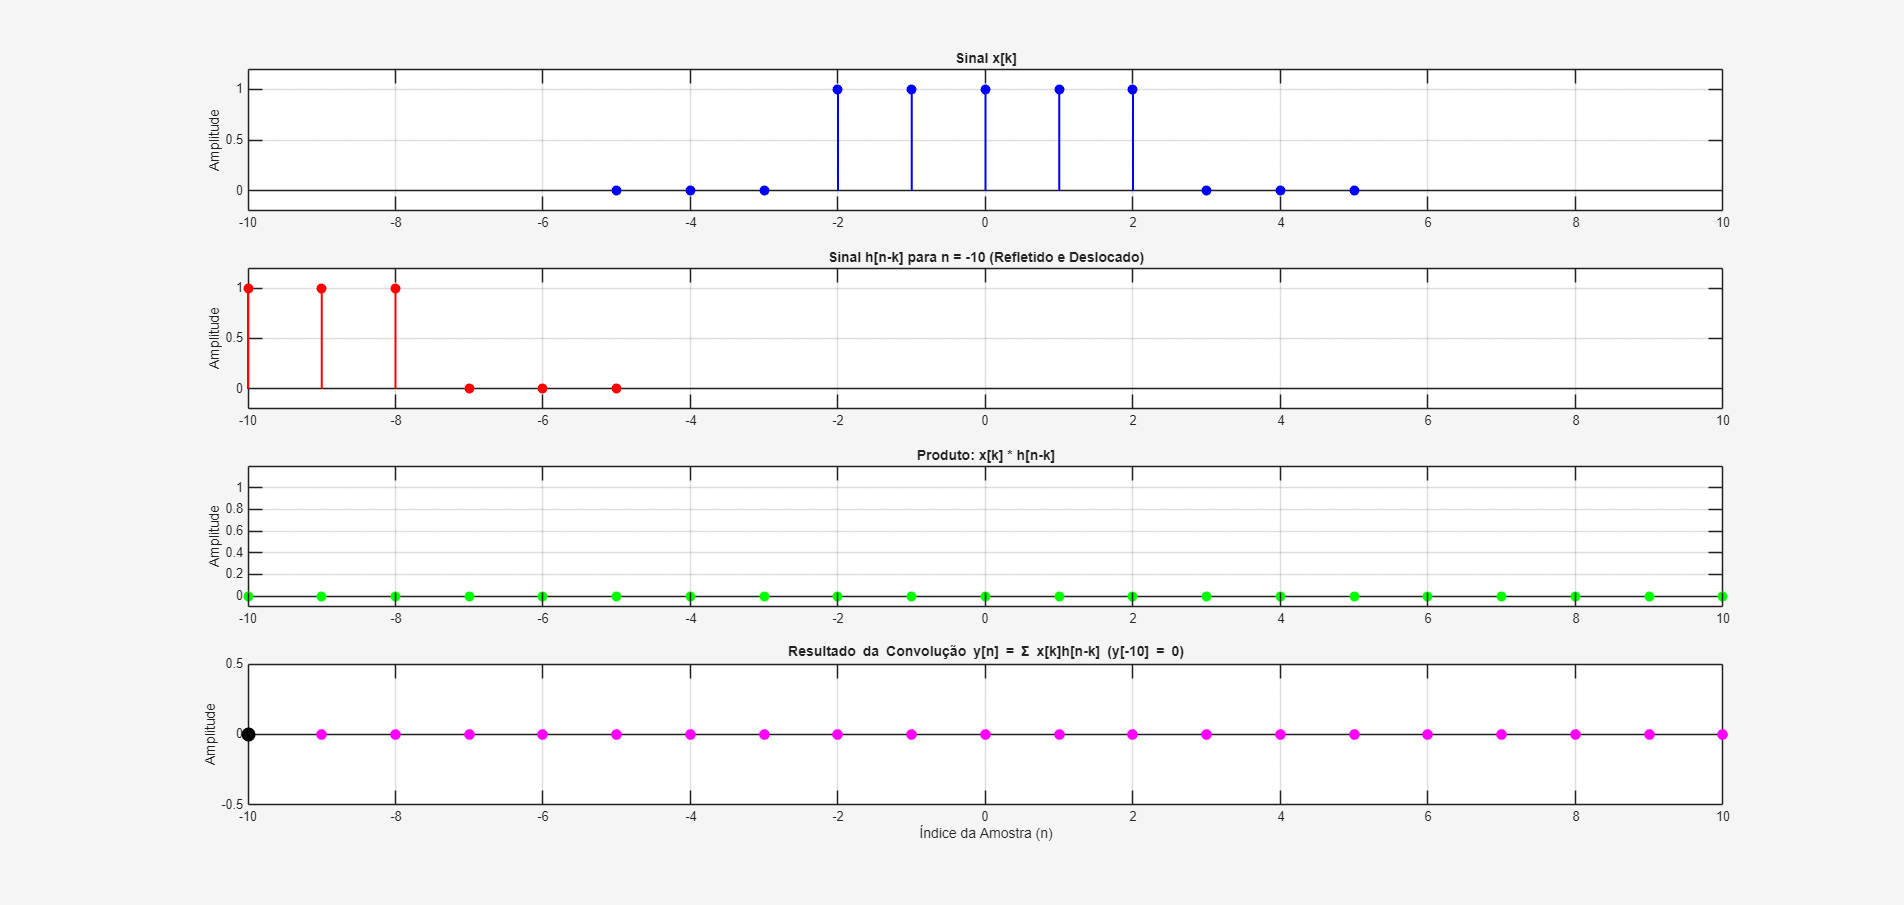 Sinal x[k]
Amplitude
1
0.5
0
-10 -8 -6 -4 -2 0 2 4 6 8 10
Sinal h[n-k] para n = -10 (Refletido e Deslocado)
Amplitude
1
0.5
0
-10 -8 -6 -4 -2 0 2 4 6 8 10
Produto: x[k] * h[n-k]
Amplitude
1
0.8
0.6
0.4
0.2
0
-10 -8 -6 -4 -2 0 2 4 6 8 10
Resultado da Convolução y[n] = Σ x[k]h[n-k] (y[-10] = 0)
Amplitude
0.5
0
-0.5
-10 -8 -6 -4 -2 0 2 4 6 8 10
Índice da Amostra (n)